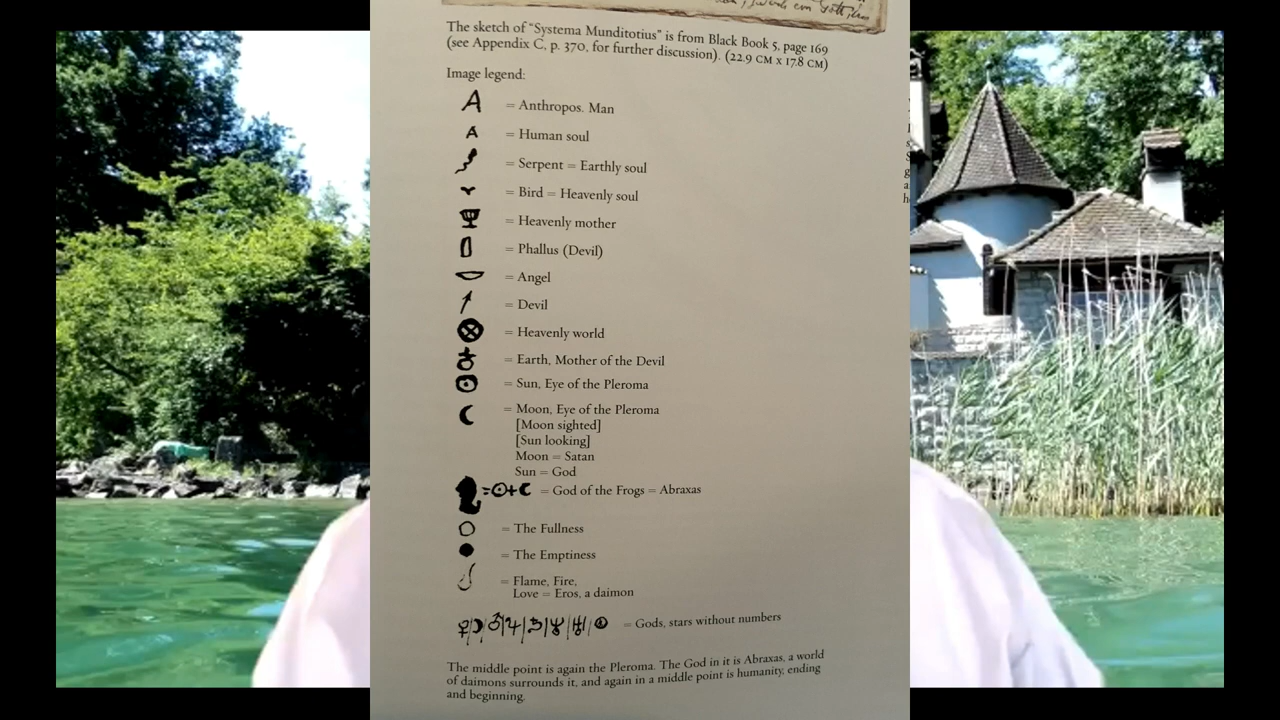 The sketch of "Systema Munditotius" is from Black Book 5, page 169
(see Appendix C, p. 370, for further discussion). (22.9 CM x 17.8 CM)
Image legend:
A = Anthropos. Man
A = Human soul
= Serpent = Earthly soul
= Bird = Heavenly soul
= Heavenly mother
= Phallus (Devil)
= Angel
= Devil
= Heavenly world
= Earth, Mother of the Devil
= Sun, Eye of the Pleroma
= Moon, Eye of the Pleroma
[Moon sighted]
[Sun looking]
Moon = Satan
Sun = God
=☉+☾ = God of the Frogs = Abraxas
= The Fullness
= The Emptiness
= Flame, Fire,
Love = Eros, a daimon
= Gods, stars without numbers
The middle point is again the Pleroma. The God in it is Abraxas, a world
of daimons surrounds it, and again in a middle point is humanity, ending
and beginning.